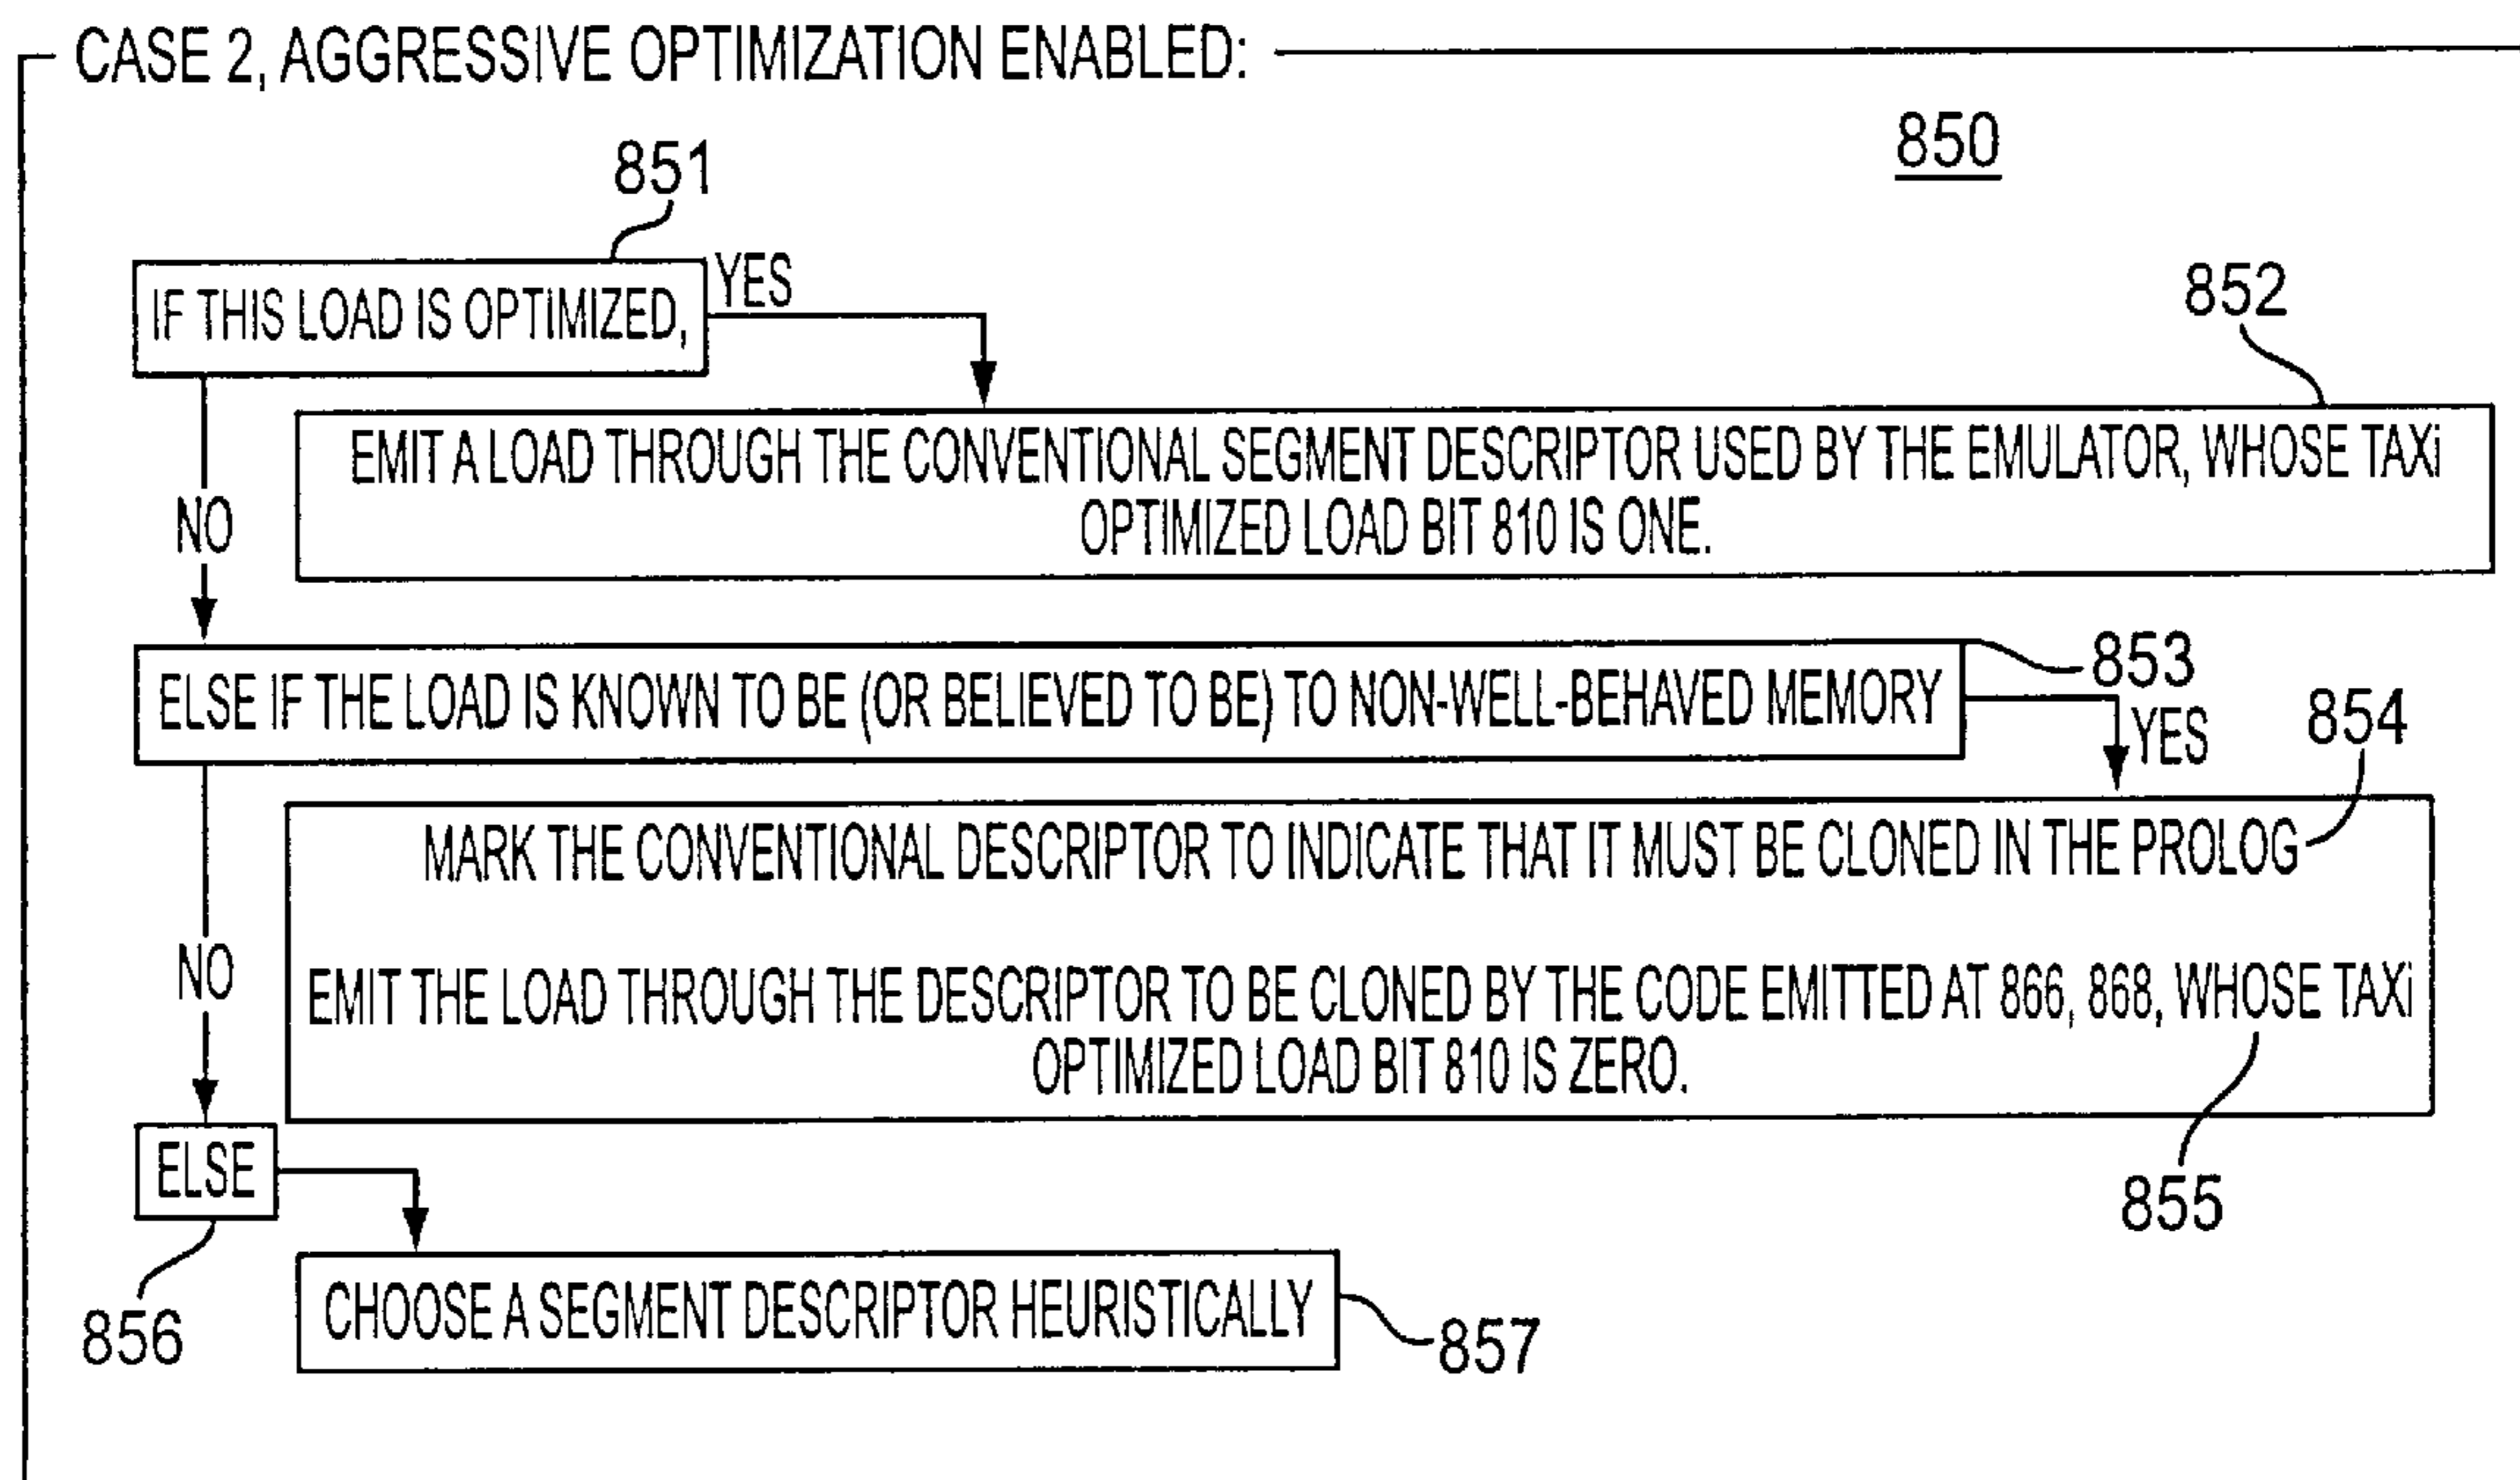 CASE 2, AGGRESSIVE OPTIMIZATION ENABLED:
850
851
IF THIS LOAD IS OPTIMIZED,
YES
852
EMIT A LOAD THROUGH THE CONVENTIONAL SEGMENT DESCRIPTOR USED BY THE EMULATOR, WHOSE TAXi
OPTIMIZED LOAD BIT 810 IS ONE.
NO
853
ELSE IF THE LOAD IS KNOWN TO BE (OR BELIEVED TO BE) TO NON-WELL-BEHAVED MEMORY
YES
854
MARK THE CONVENTIONAL DESCRIPTOR TO INDICATE THAT IT MUST BE CLONED IN THE PROLOG
NO
EMIT THE LOAD THROUGH THE DESCRIPTOR TO BE CLONED BY THE CODE EMITTED AT 866, 868, WHOSE TAXi
OPTIMIZED LOAD BIT 810 IS ZERO.
855
ELSE
856
CHOOSE A SEGMENT DESCRIPTOR HEURISTICALLY
857